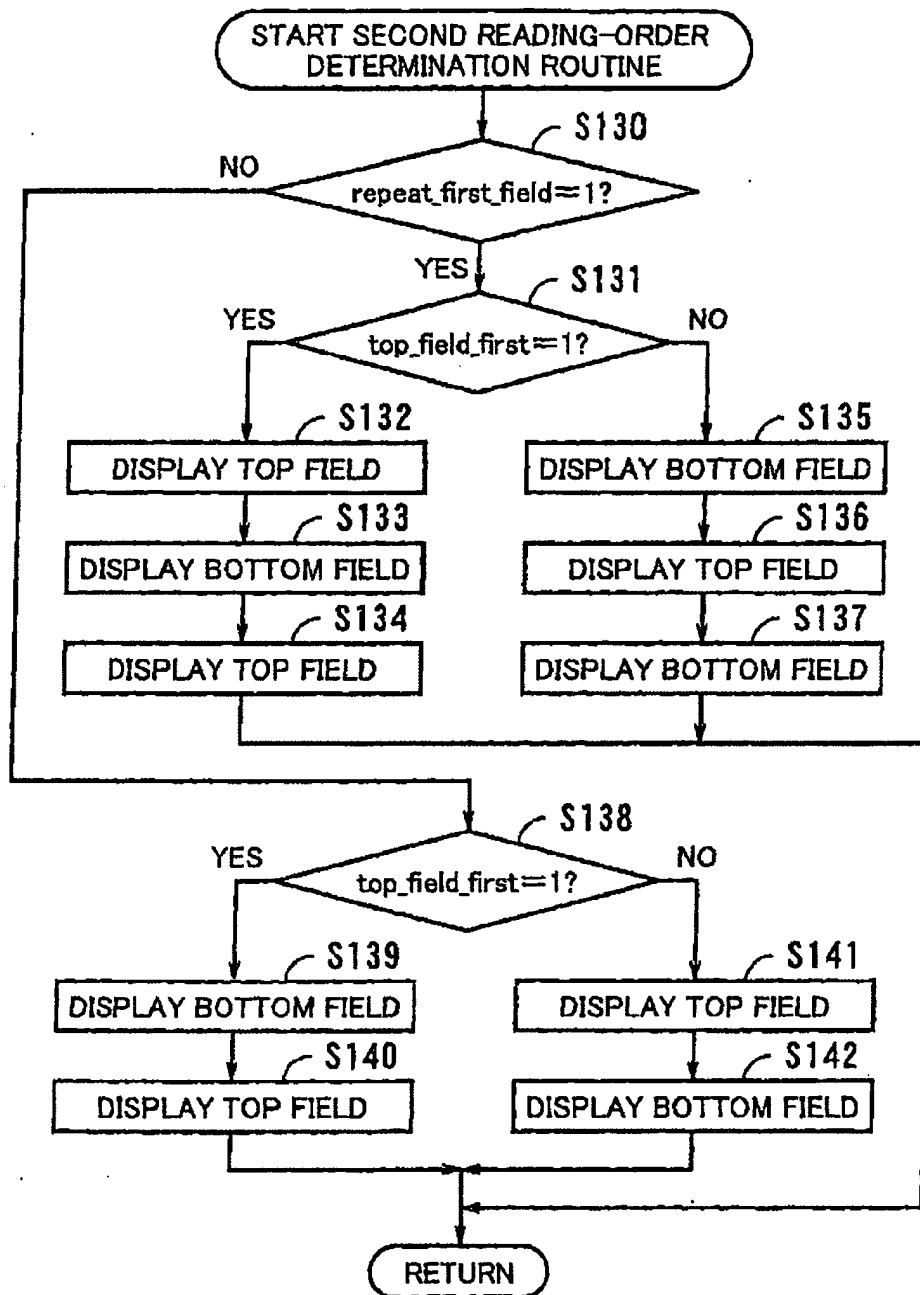 START SECOND READING-ORDER
DETERMINATION ROUTINE
S130
NO
repeat_first_field=1?
YES
S131
YES
NO
top_field_first=1?
S132
S135
DISPLAY TOP FIELD
DISPLAY BOTTOM FIELD
S133
S136
DISPLAY BOTTOM FIELD
DISPLAY TOP FIELD
S134
S137
DISPLAY TOP FIELD
DISPLAY BOTTOM FIELD
S138
YES
NO
top_field_first=1?
S139
S141
DISPLAY BOTTOM FIELD
DISPLAY TOP FIELD
S140
S142
DISPLAY TOP FIELD
DISPLAY BOTTOM FIELD
RETURN